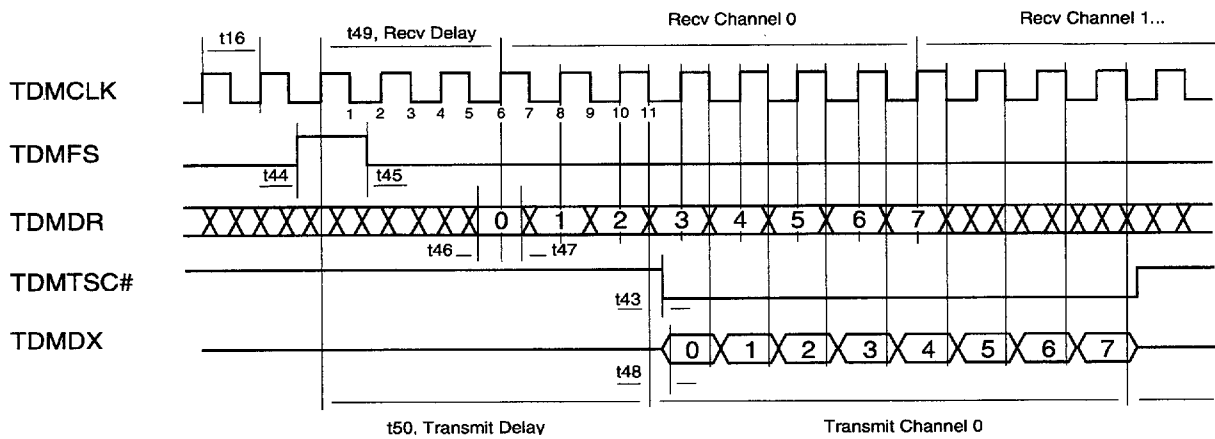 Recv Channel 0
Recv Channel 1...
t16
t49, Recv Delay
TDMCLK
1 2 3 4 5 6 7 8 9 10 11
TDMFS
t44
t45
TDMDR
0 1 2 3 4 5 6 7
t46
t47
TDMTSC#
t43
TDMDX
0 1 2 3 4 5 6 7
t48
t50, Transmit Delay
Transmit Channel 0